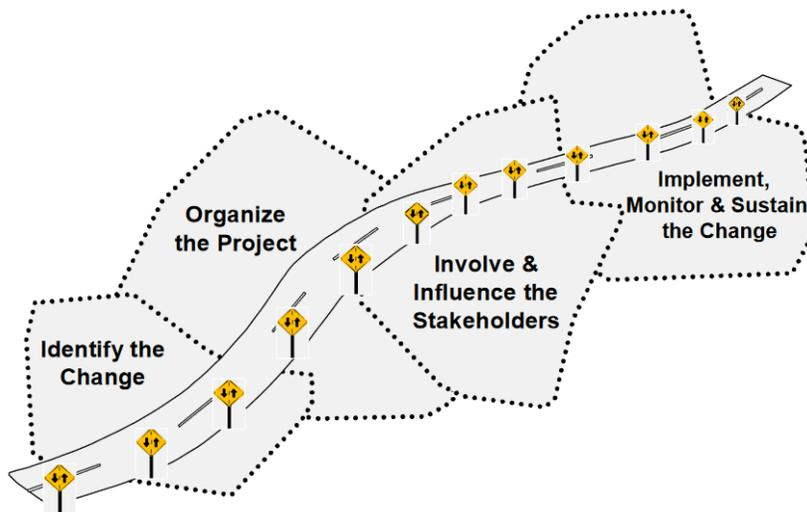 Identify the
Change
Organize
the Project
Involve &
Influence the
Stakeholders
Implement,
Monitor & Sustain
the Change